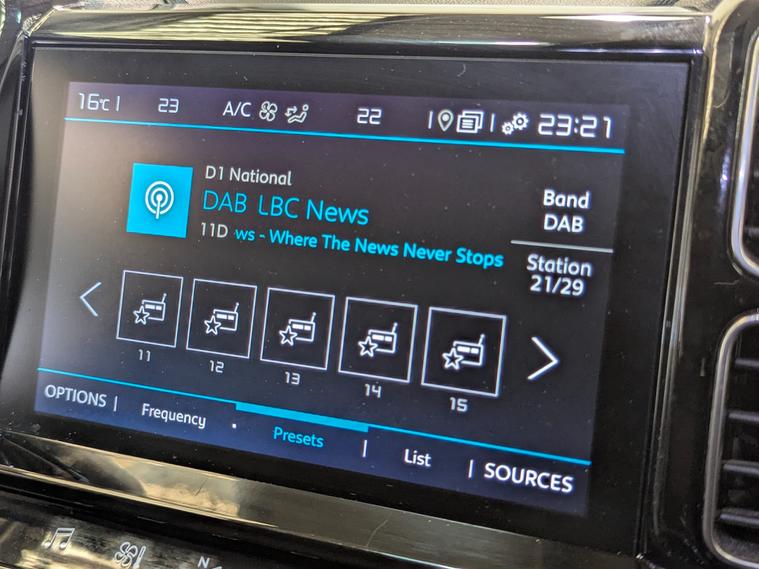 16°C | 23 A/C 22 | | 23:21
D1 National
DAB LBC News
11D ws - Where The News Never Stops
Band
DAB
Station
21/29
11 12 13 14 15
OPTIONS | Frequency Presets | List | SOURCES
N